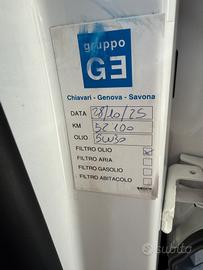 gruppo
GE
Chiavari - Genova - Savona
DATA 28/10/25
KM 52100
OLIO 5W30
FILTRO OLIO
FILTRO ARIA
FILTRO GASOLIO
FILTRO ABITACOLO
subito